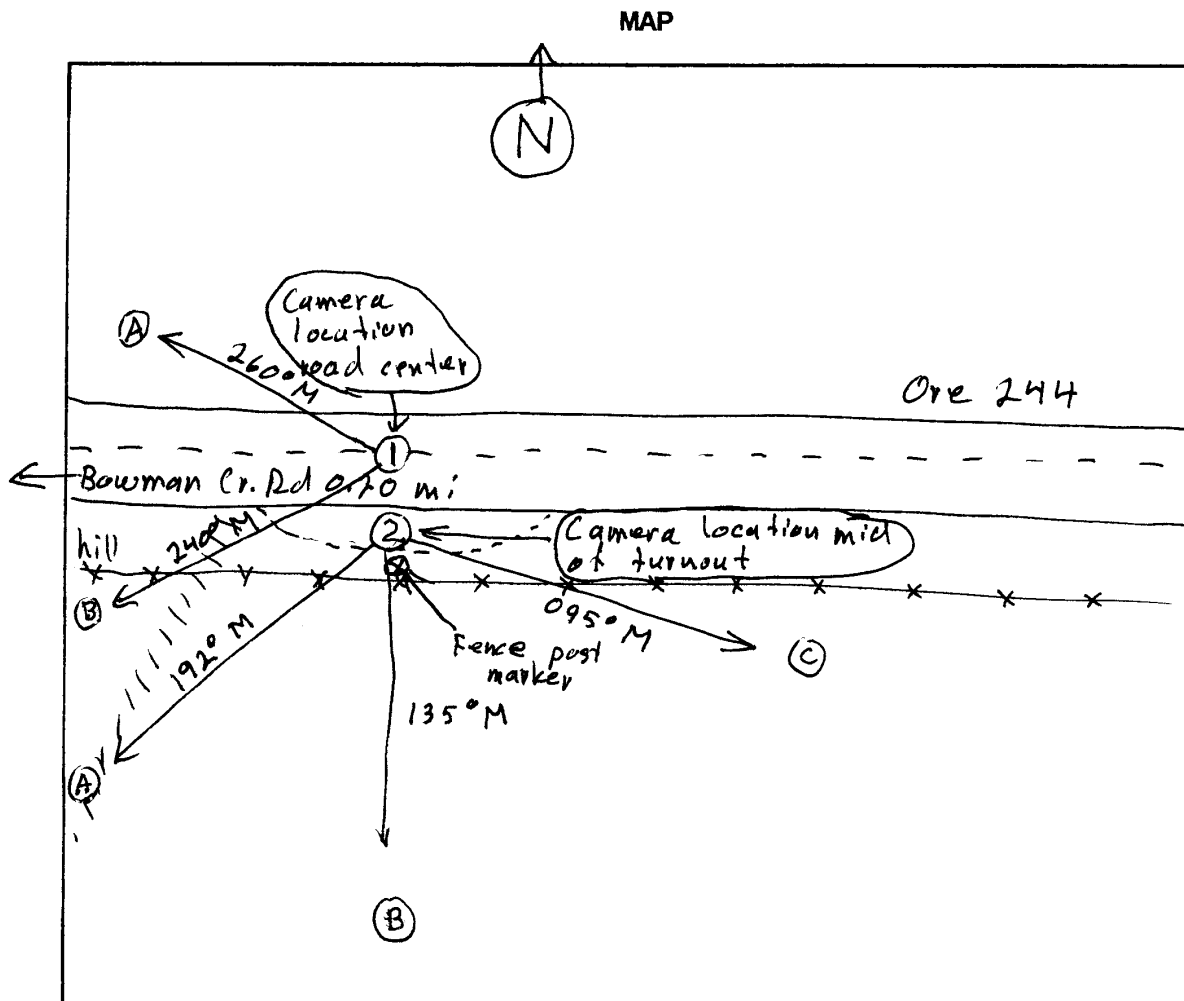 MAP
N
Camera
location
road center
A
260°M
Ore 244
1
Bowman Cr. Rd 0.70 mi
2
Camera location mid
of turnout
hill
240°M
B
192°M
095°M
C
Fence post
marker
135°M
A
B